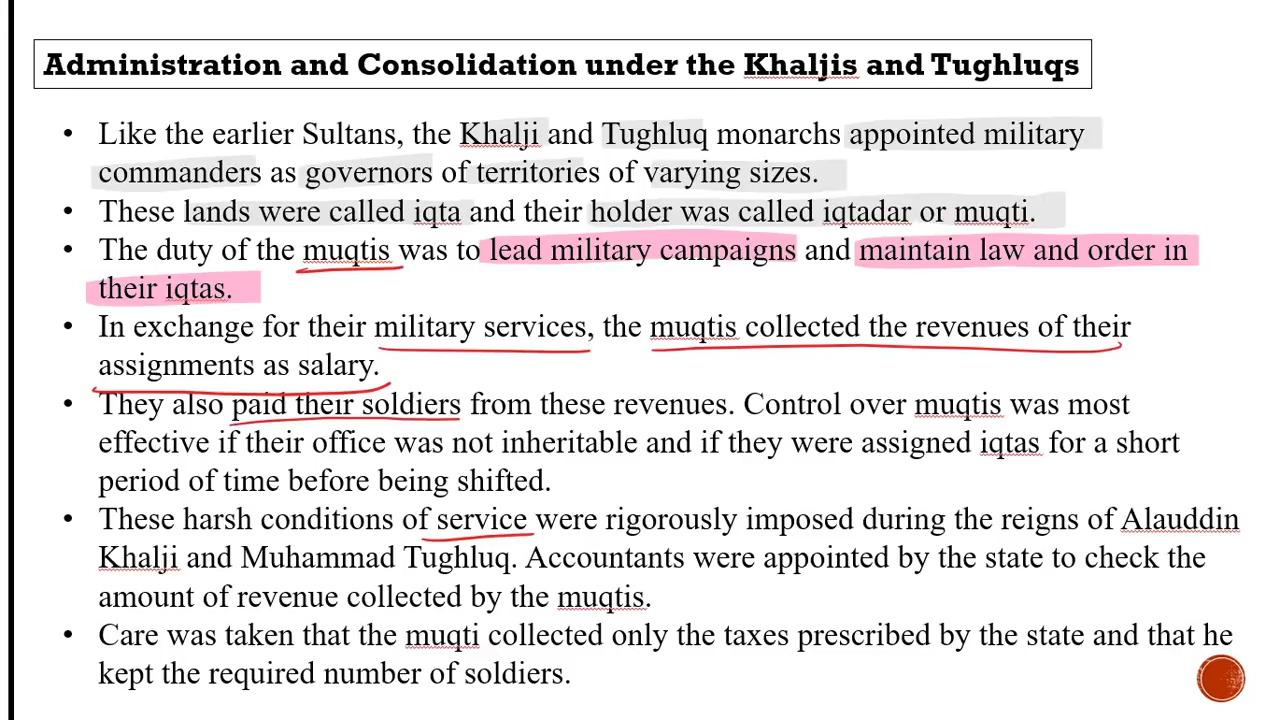 Administration and Consolidation under the Khaljis and Tughluqs
• Like the earlier Sultans, the Khalji and Tughluq monarchs appointed military
commanders as governors of territories of varying sizes.
• These lands were called iqta and their holder was called iqtadar or muqti.
• The duty of the muqtis was to lead military campaigns and maintain law and order in
their iqtas.
• In exchange for their military services, the muqtis collected the revenues of their
assignments as salary.
• They also paid their soldiers from these revenues. Control over muqtis was most
effective if their office was not inheritable and if they were assigned iqtas for a short
period of time before being shifted.
• These harsh conditions of service were rigorously imposed during the reigns of Alauddin
Khalji and Muhammad Tughluq. Accountants were appointed by the state to check the
amount of revenue collected by the muqtis.
• Care was taken that the muqti collected only the taxes prescribed by the state and that he
kept the required number of soldiers.